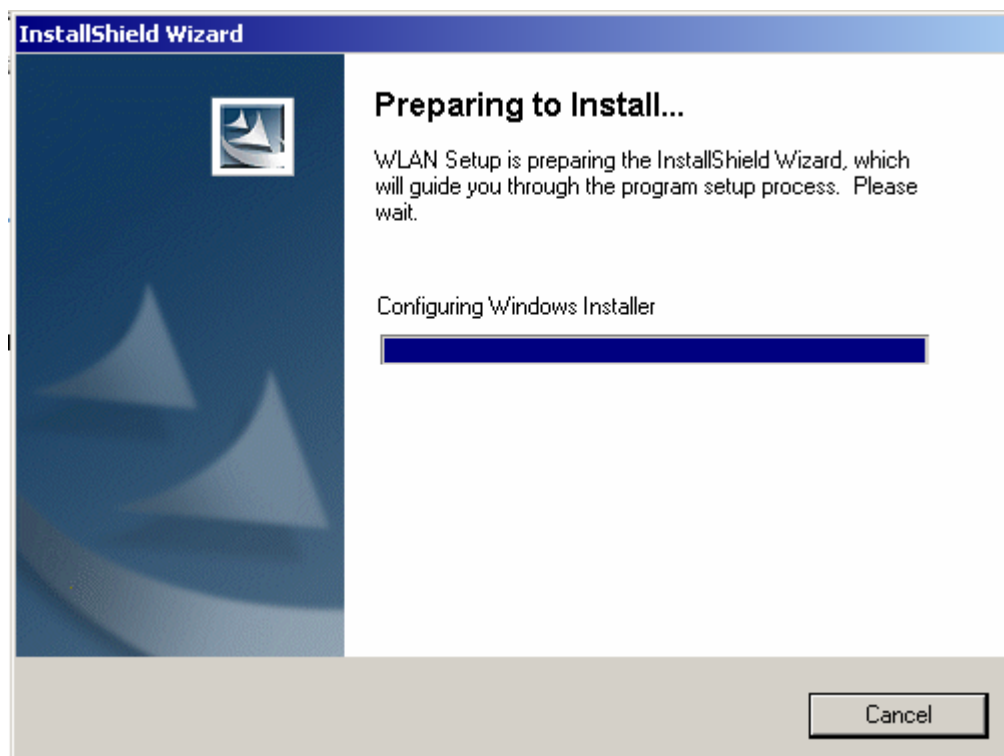 InstallShield Wizard
Preparing to Install...
WLAN Setup is preparing the InstallShield Wizard, which
will guide you through the program setup process.  Please
wait.
Configuring Windows Installer
Cancel